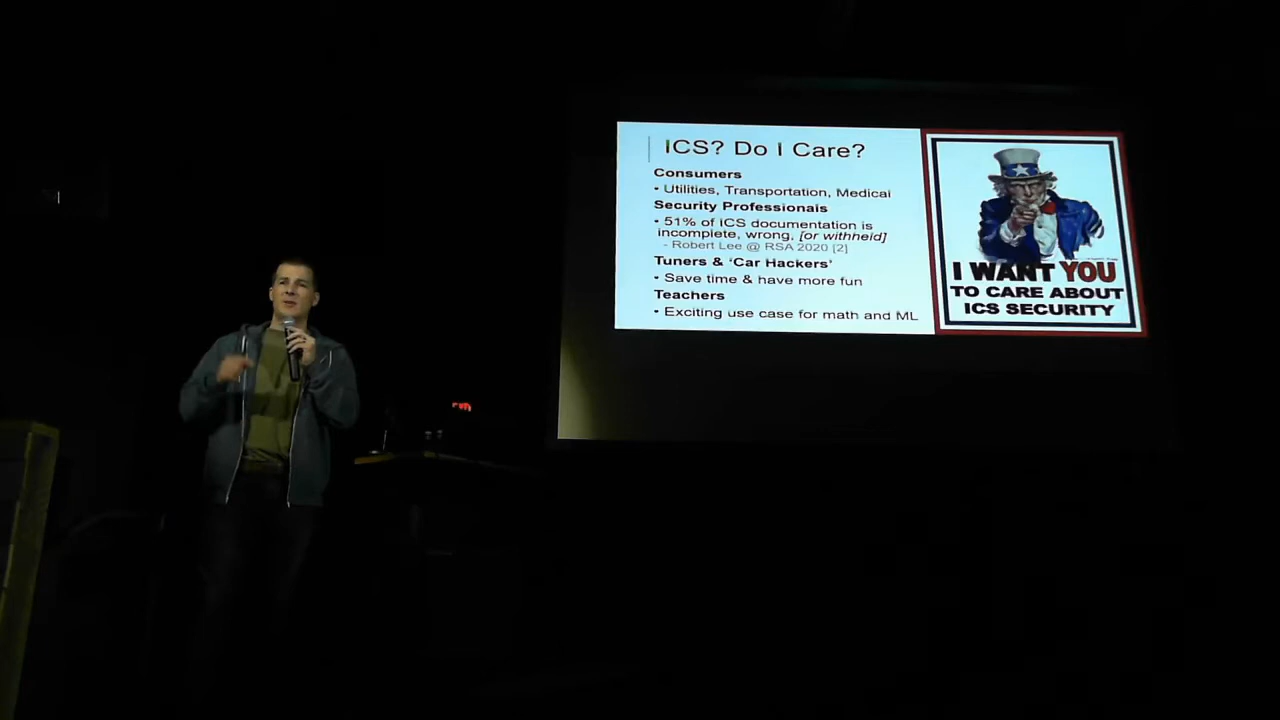 ICS? Do I Care?
Consumers
• Utilities, Transportation, Medical
Security Professionals
• 51% of ICS documentation is
incomplete, wrong, [or withheld]
- Robert Lee @ RSA 2020 [2]
Tuners & ‘Car Hackers’
• Save time & have more fun
Teachers
• Exciting use case for math and ML
I WANT YOU
TO CARE ABOUT
ICS SECURITY